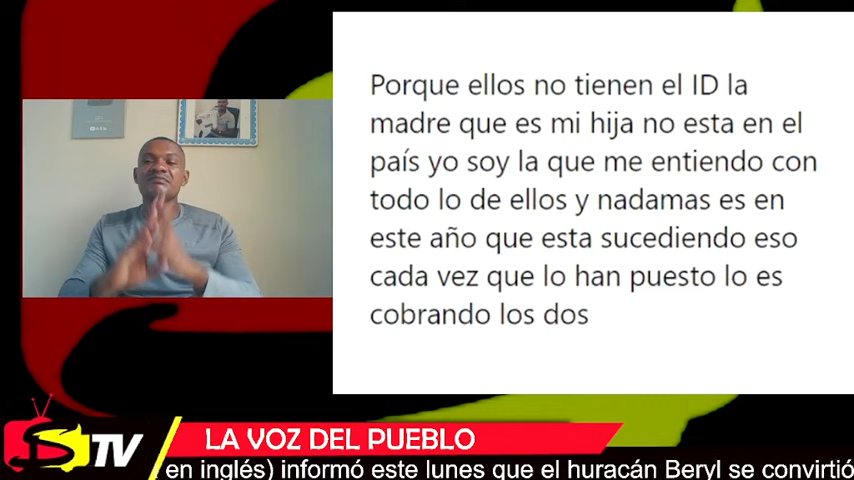 Porque ellos no tienen el ID la
madre que es mi hija no esta en el
país yo soy la que me entiendo con
todo lo de ellos y nadamas es en
este año que esta sucediendo eso
cada vez que lo han puesto lo es
cobrando los dos
S TV
LA VOZ DEL PUEBLO
en inglés) informó este lunes que el huracán Beryl se convirtió